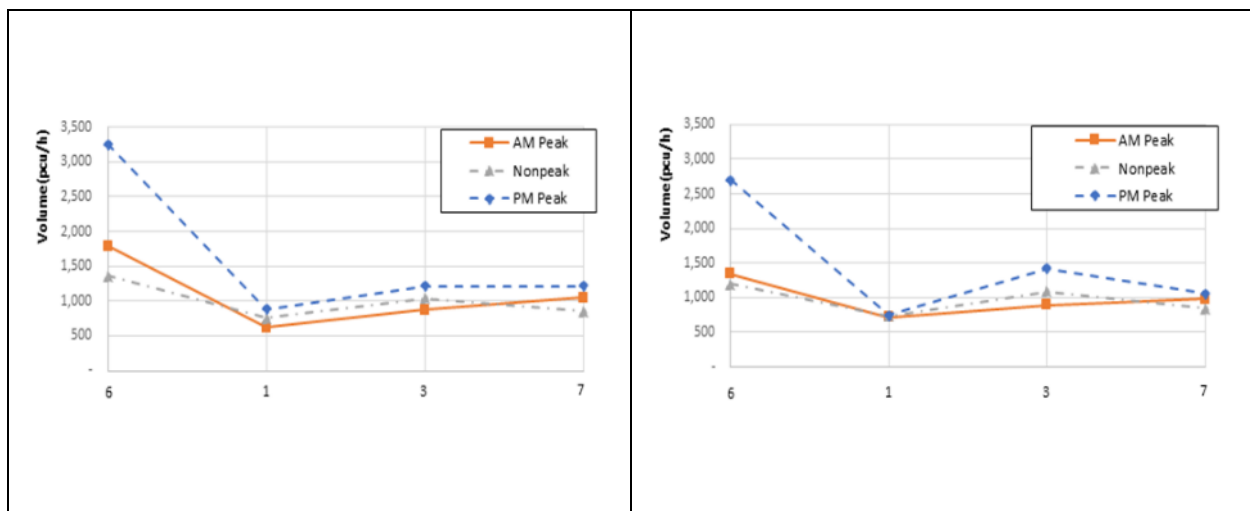 Volume(pcu/h)
3,500
3,000
2,500
2,000
1,500
1,000
500
-
6 1 3 7
AM Peak
Nonpeak
PM Peak
Volume(pcu/h)
3,500
3,000
2,500
2,000
1,500
1,000
500
-
6 1 3 7
AM Peak
Nonpeak
PM Peak